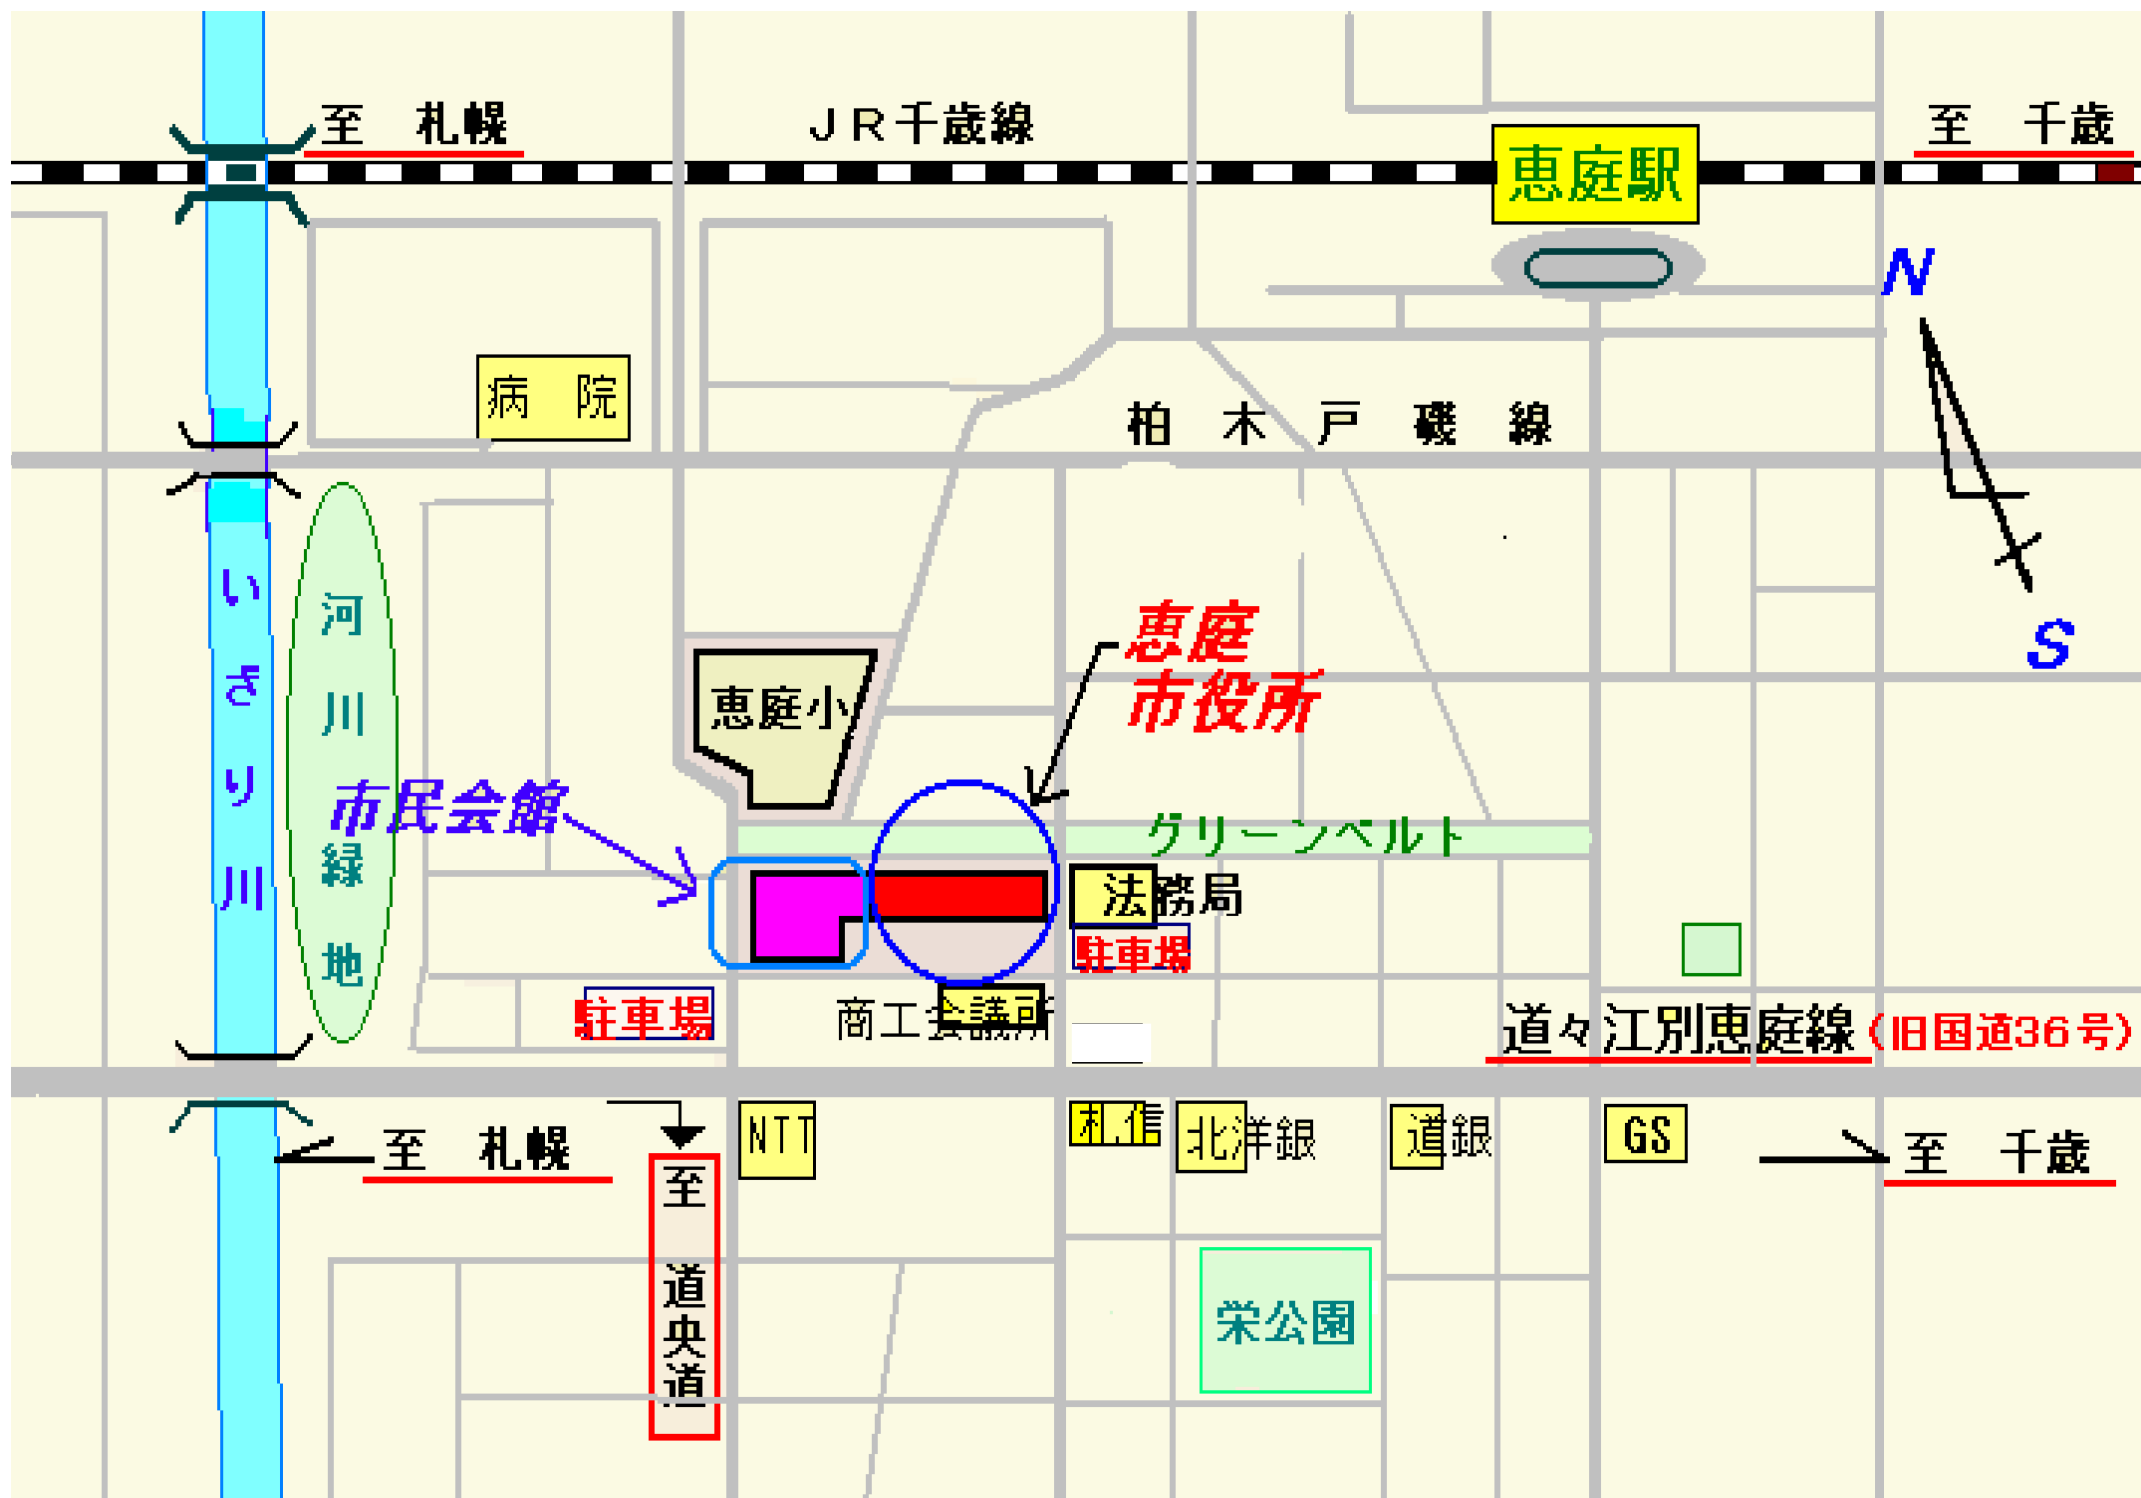 至　札幌
ＪＲ千歳線
至　千歳
恵庭駅
N
病　院
柏　木　戸　磯　線
いさり川
河川緑地
恵庭
市役所
S
恵庭小
市民会館
グリーンベルト
法務局
駐車場
駐車場
商工会議所
道々江別恵庭線(旧国道36号)
NTT
札信
北洋銀
道銀
GS
至　札幌
至　千歳
至　道央道
栄公園